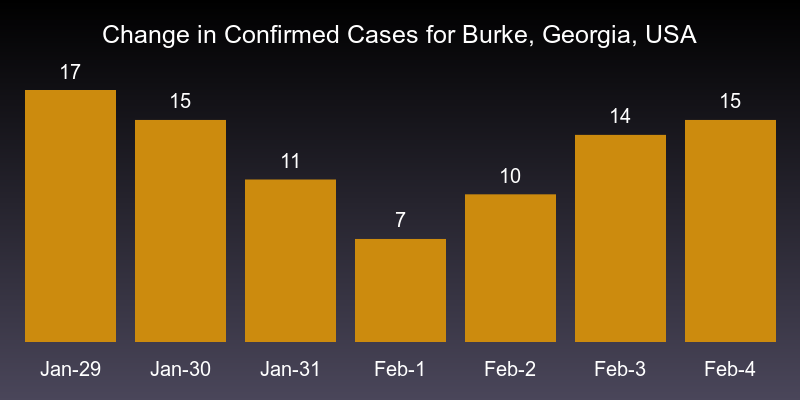 Change in Confirmed Cases for Burke, Georgia, USA
17
15
11
7
10
14
15
Jan-29
Jan-30
Jan-31
Feb-1
Feb-2
Feb-3
Feb-4